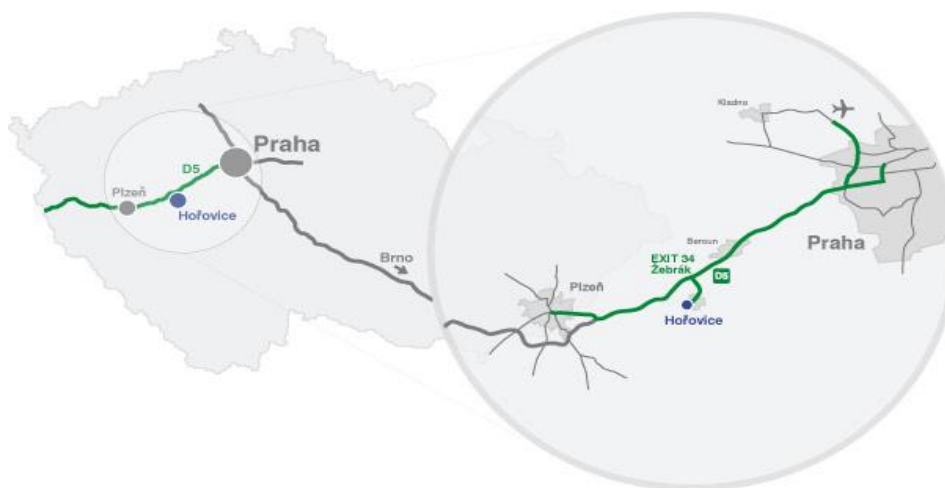 Praha
D5
Plzeň
Hořovice
Brno
Kladno
Praha
Beroun
EXIT 34
Žebrák
D5
Plzeň
Hořovice